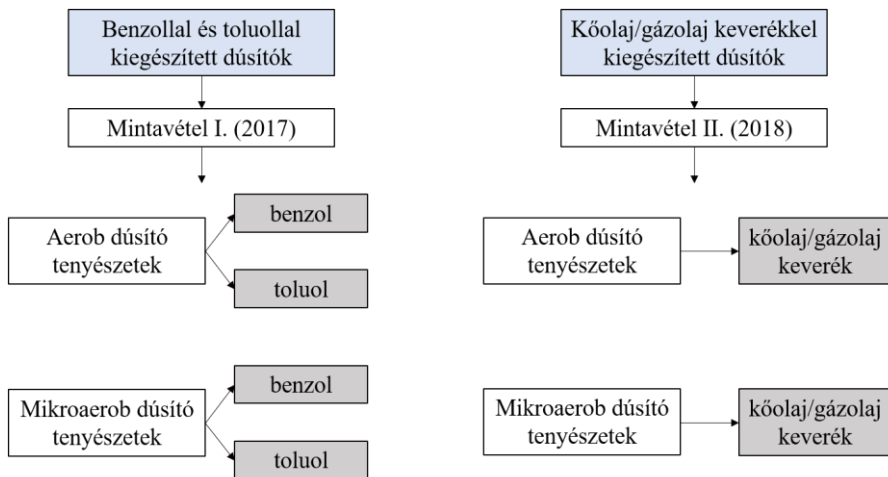 Benzollal és toluollal
kiegészített dúsítók
Mintavétel I. (2017)
Aerob dúsító
tenyészetek
benzol
toluol
Mikroaerob dúsító
tenyészetek
benzol
toluol
Kőolaj/gázolaj keverékkel
kiegészített dúsítók
Mintavétel II. (2018)
Aerob dúsító
tenyészetek
kőolaj/gázolaj
keverék
Mikroaerob dúsító
tenyészetek
kőolaj/gázolaj
keverék